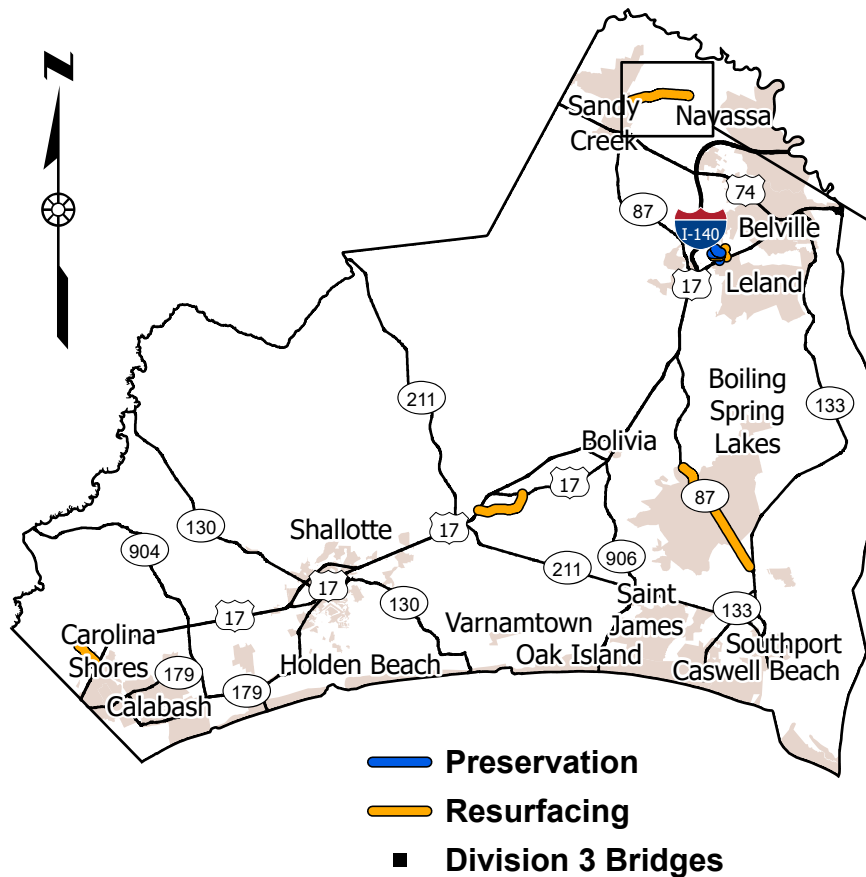 Z
Sandy
Creek
Navassa
74
87
I-140
Belville
17
Leland
Boiling
Spring
Lakes
133
211
Bolivia
17
87
Shallotte
17
130
904
211
906
17
17
130
Saint
James
133
Varnamtown
Oak Island
Southport
Caswell Beach
Carolina
Shores
179
Holden Beach
179
Calabash
Preservation
Resurfacing
Division 3 Bridges